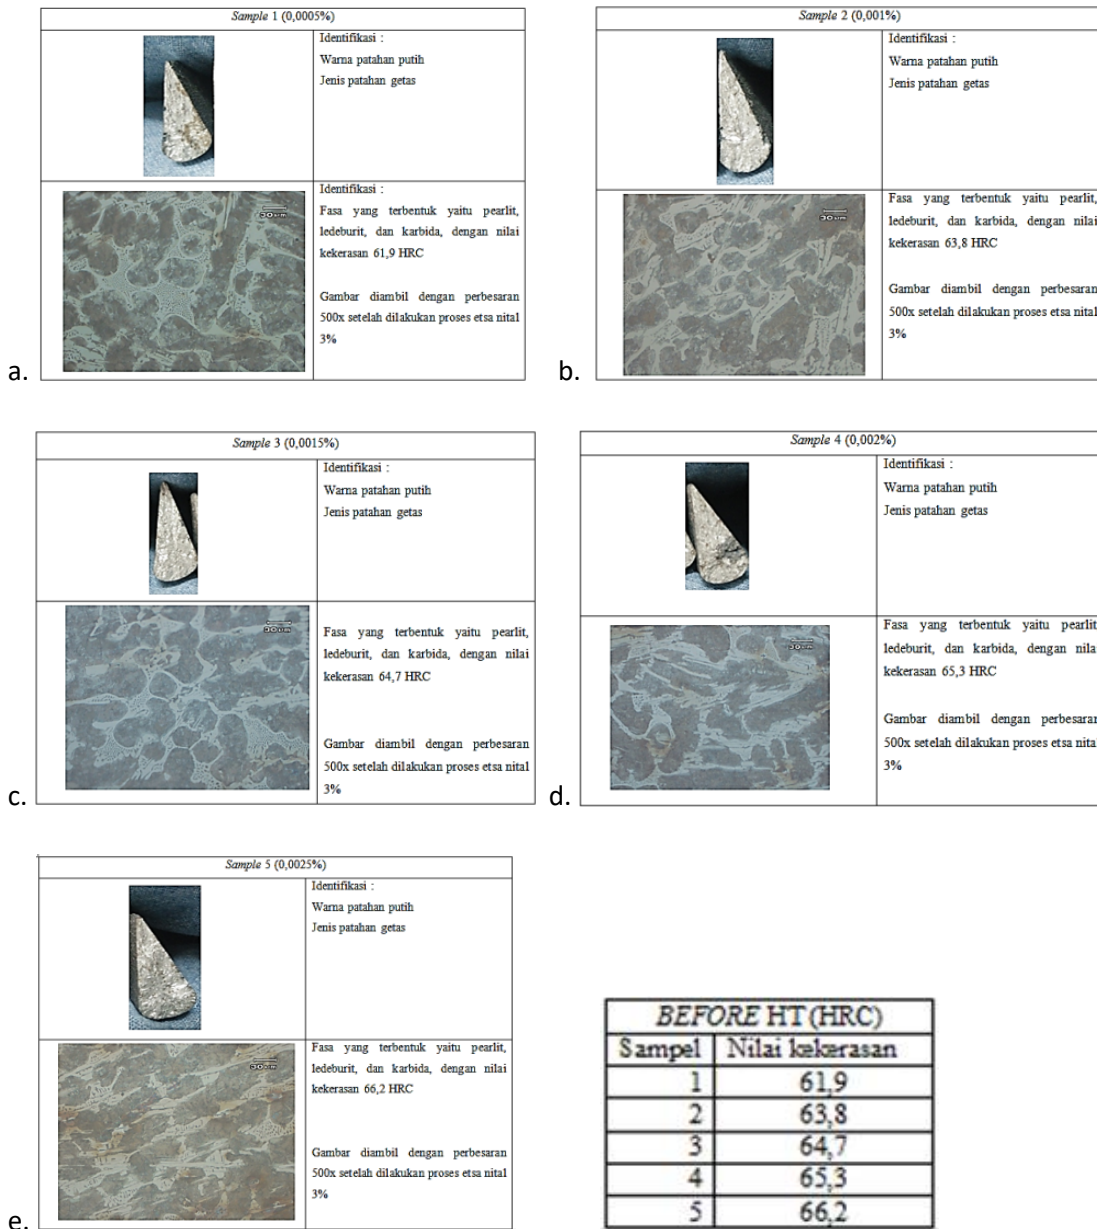 Sample 1 (0,0005%)
Identifikasi :
Warna patahan putih
Jenis patahan getas
30 um
Identifikasi :
Fasa yang terbentuk yaitu pearlit,
ledeburit, dan karbida, dengan nilai
kekerasan 61,9 HRC
Gambar diambil dengan perbesaran
500x setelah dilakukan proses etsa nital
3%
a.
Sample 2 (0,001%)
Identifikasi :
Warna patahan putih
Jenis patahan getas
30 um
Fasa yang terbentuk yaitu pearlit,
ledeburit, dan karbida, dengan nilai
kekerasan 63,8 HRC
Gambar diambil dengan perbesaran
500x setelah dilakukan proses etsa nital
3%
b.
Sample 3 (0,0015%)
Identifikasi :
Warna patahan putih
Jenis patahan getas
30 um
Fasa yang terbentuk yaitu pearlit,
ledeburit, dan karbida, dengan nilai
kekerasan 64,7 HRC
Gambar diambil dengan perbesaran
500x setelah dilakukan proses etsa nital
3%
c.
Sample 4 (0,002%)
Identifikasi :
Warna patahan putih
Jenis patahan getas
30 um
Fasa yang terbentuk yaitu pearlit
ledeburit, dan karbida, dengan nilai
kekerasan 65,3 HRC
Gambar diambil dengan perbesaran
500x setelah dilakukan proses etsa nital
3%
d.
Sample 5 (0,0025%)
Identifikasi :
Warna patahan putih
Jenis patahan getas
30 um
Fasa yang terbentuk yaitu pearlit,
ledeburit, dan karbida, dengan nilai
kekerasan 66,2 HRC
Gambar diambil dengan perbesaran
500x setelah dilakukan proses etsa nital
3%
e.
BEFORE HT (HRC)
Sampel Nilai kekerasan
1 61,9
2 63,8
3 64,7
4 65,3
5 66,2